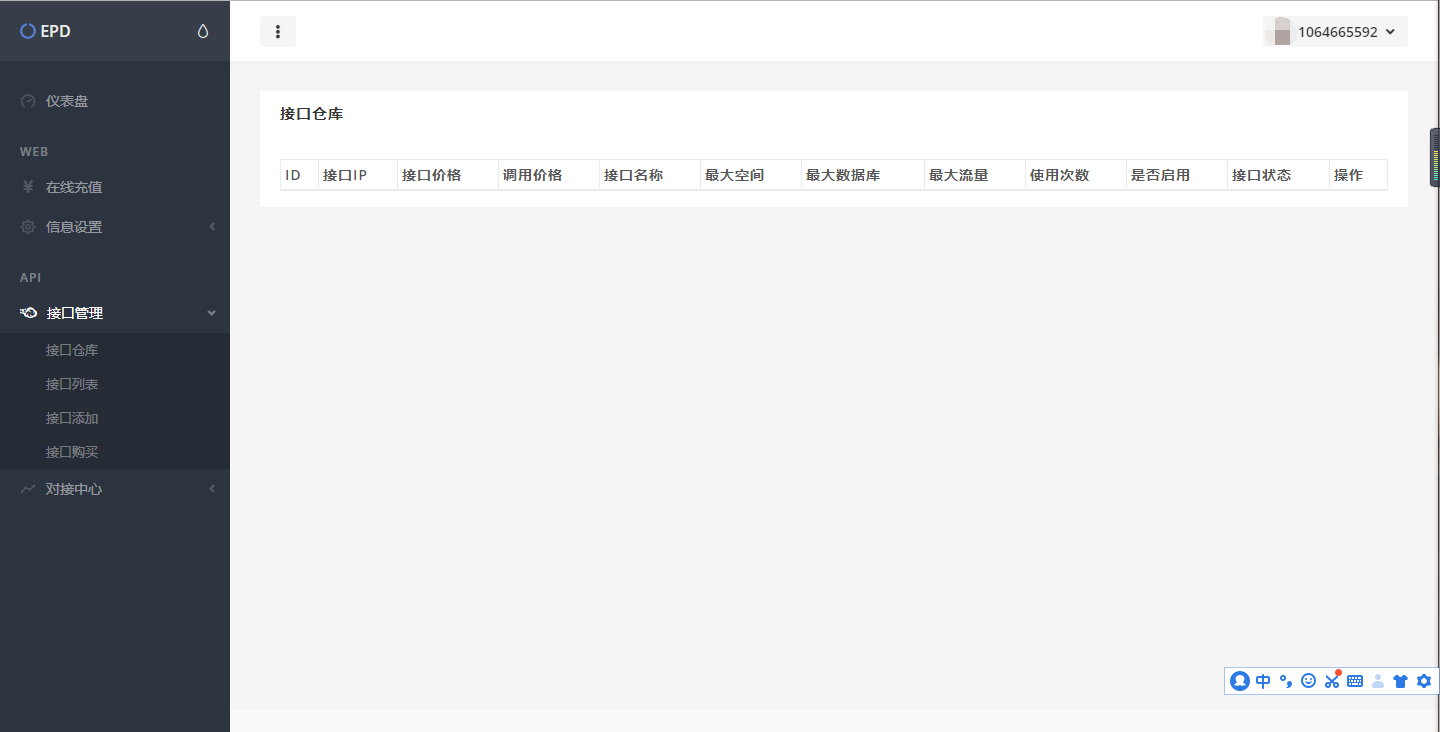 EPD
1064665592
仪表盘
WEB
在线充值
信息设置
API
接口管理
接口仓库
接口列表
接口添加
接口购买
对接中心
接口仓库
ID 接口IP 接口价格 调用价格 接口名称 最大空间 最大数据库 最大流量 使用次数 是否启用 接口状态 操作
中